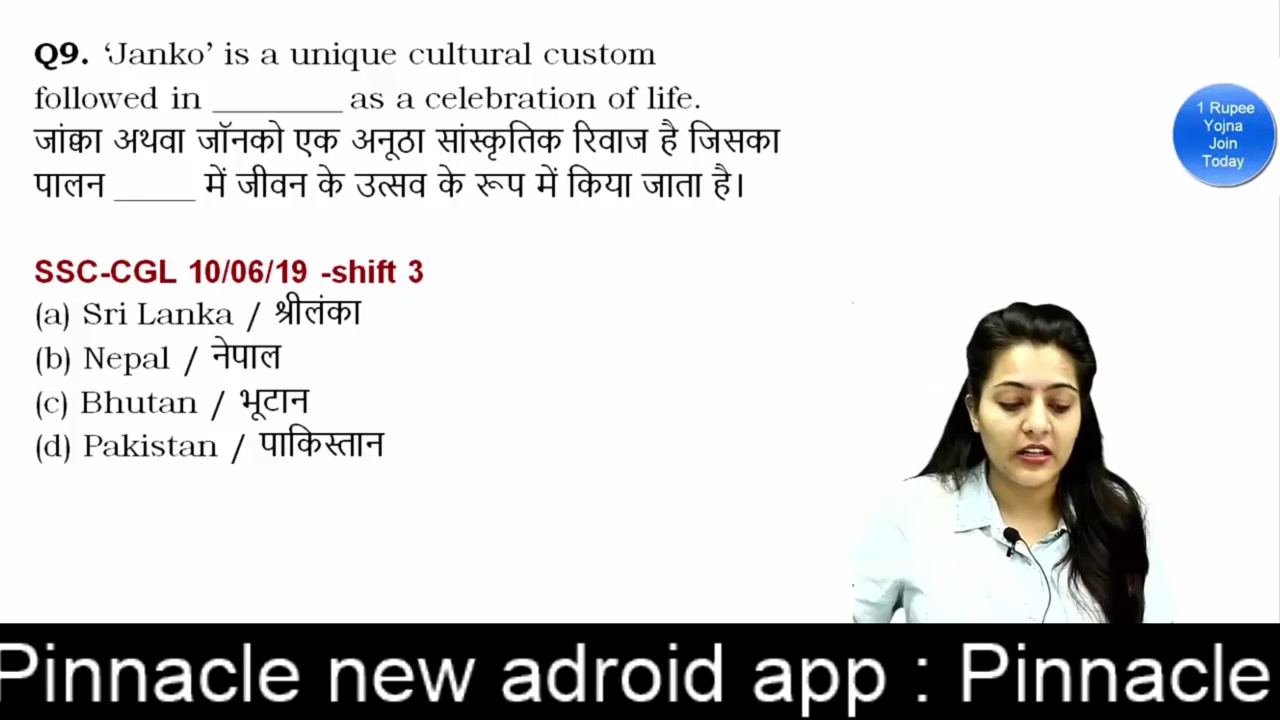 Q9. ‘Janko’ is a unique cultural custom
followed in ________ as a celebration of life.
जांक्वा अथवा जॉनको एक अनूठा सांस्कृतिक रिवाज है जिसका
पालन _____ में जीवन के उत्सव के रूप में किया जाता है।
1 Rupee
Yojna
Join
Today
SSC-CGL 10/06/19 -shift 3
(a) Sri Lanka / श्रीलंका
(b) Nepal / नेपाल
(c) Bhutan / भूटान
(d) Pakistan / पाकिस्तान
Pinnacle new adroid app : Pinnacle